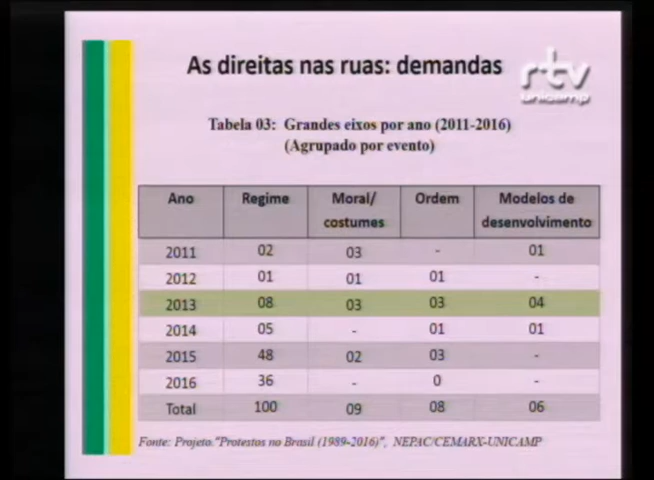 As direitas nas ruas: demandas
rtv
unicamp
Tabela 03: Grandes eixos por ano (2011-2016)
(Agrupado por evento)
Ano Regime Moral/ costumes Ordem Modelos de desenvolvimento
2011 02 03 - 01
2012 01 01 01 -
2013 08 03 03 04
2014 05 - 01 01
2015 48 02 03 -
2016 36 - 0 -
Total 100 09 08 06
Fonte: Projeto "Protestos no Brasil (1989-2016)", NEPAC/CEMARX-UNICAMP